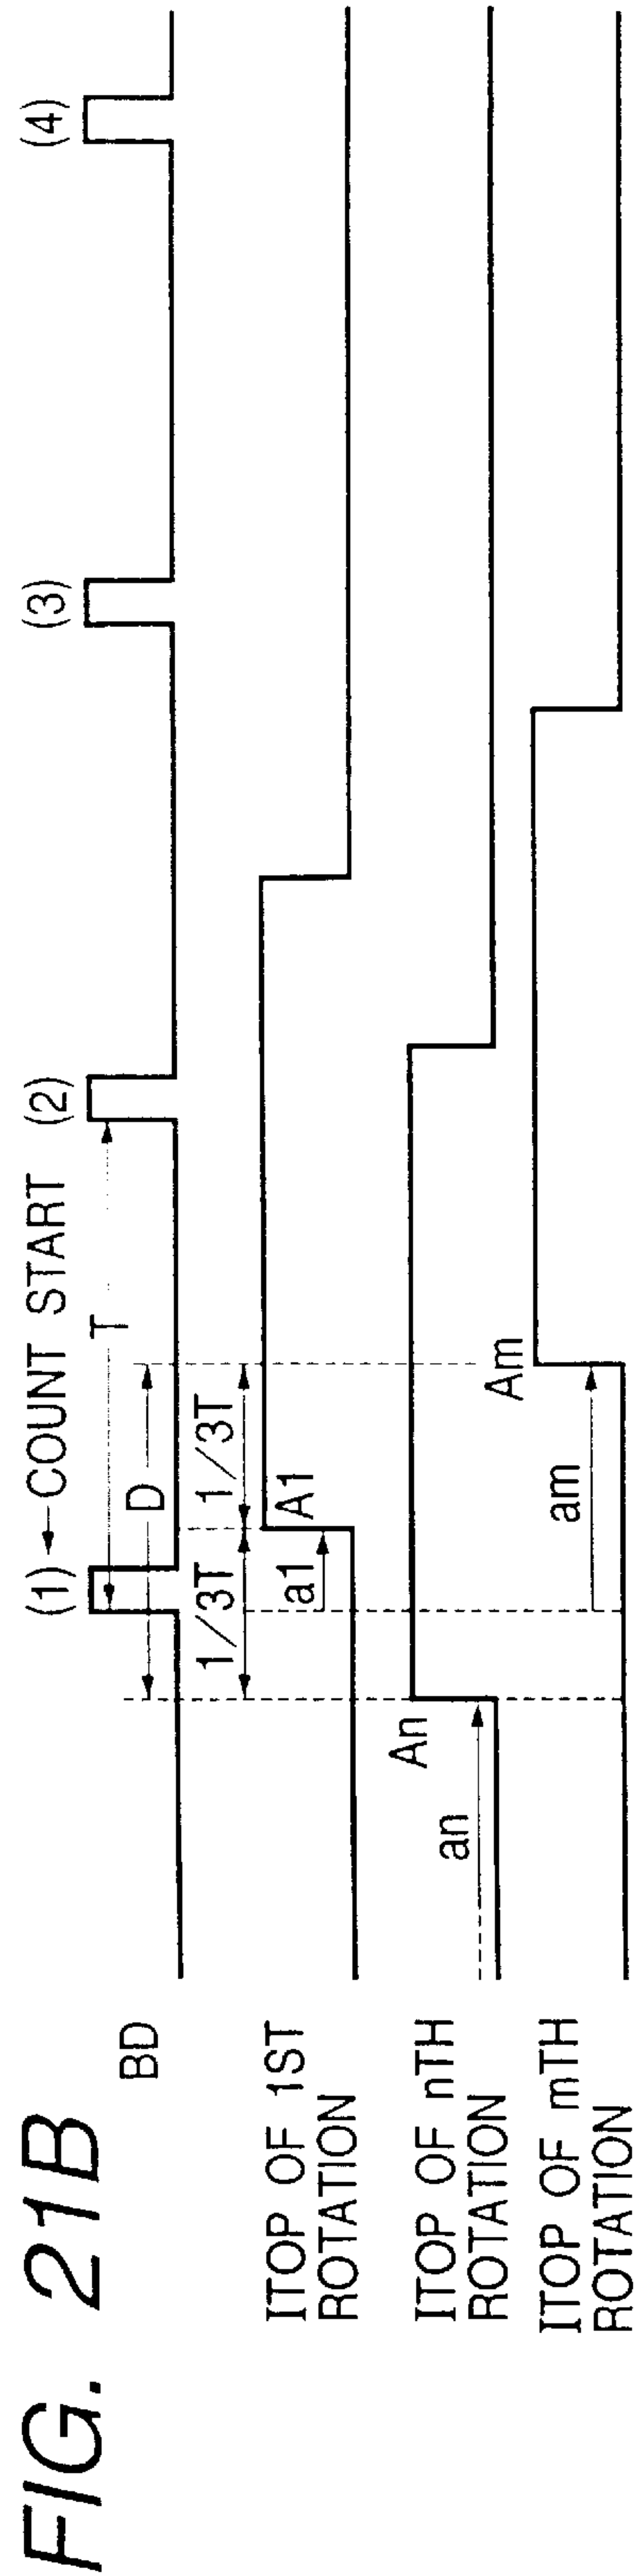 FIG. 21B
(1) COUNT START (2) (3) (4)
BD
T
D
1/3T 1/3T
ITOP OF 1ST
ROTATION
a1 A1
ITOP OF nTH
ROTATION
an An
ITOP OF mTH
ROTATION
am Am